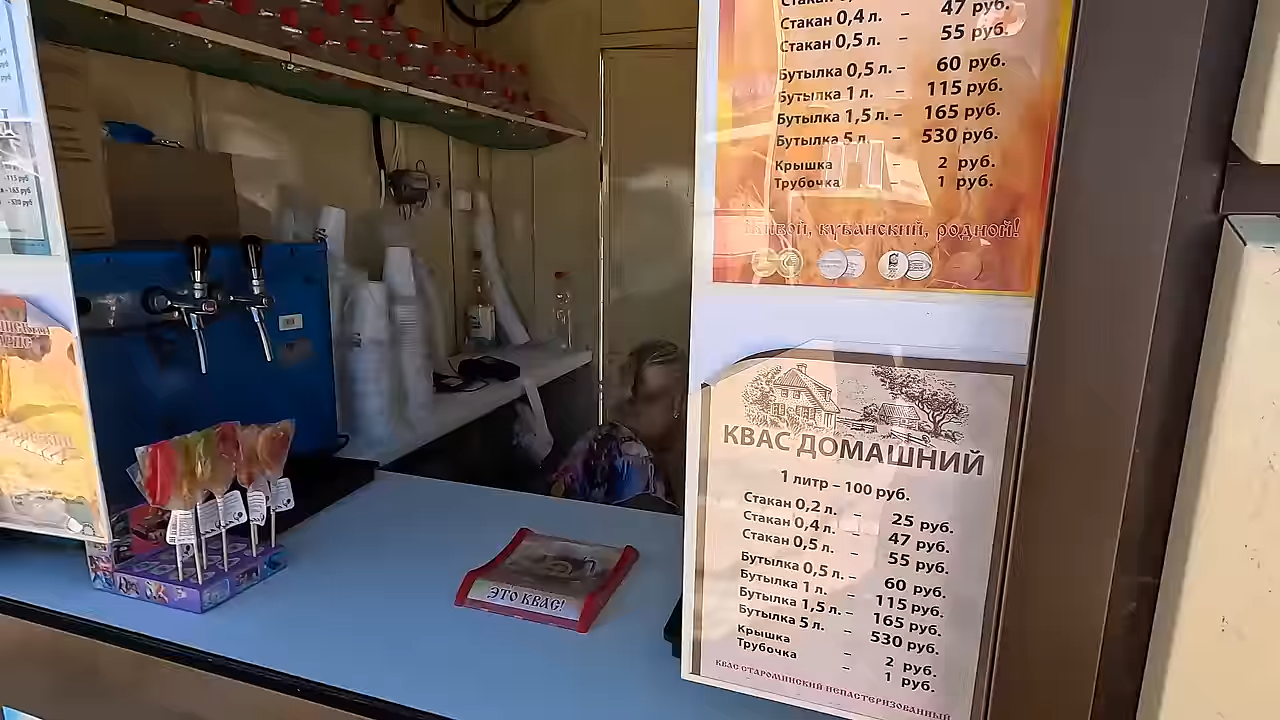 Стакан 0,4 л. – 47 руб.
Стакан 0,5 л. – 55 руб.
Бутылка 0,5 л. – 60 руб.
Бутылка 1 л. – 115 руб.
Бутылка 1,5 л. – 165 руб.
Бутылка 5 л. – 530 руб.
Крышка – 2 руб.
Трубочка – 1 руб.
Живой, кубанский, родной!
КВАС ДОМАШНИЙ
1 литр – 100 руб.
Стакан 0,2 л. – 25 руб.
Стакан 0,4 л. – 47 руб.
Стакан 0,5 л. – 55 руб.
Бутылка 0,5 л. – 60 руб.
Бутылка 1 л. – 115 руб.
Бутылка 1,5 л. – 165 руб.
Бутылка 5 л. – 530 руб.
Крышка – 2 руб.
Трубочка – 1 руб.
КВАС СТАРОМИНСКИЙ НЕПАСТЕРИЗОВАННЫЙ
ЭТО КВАС!